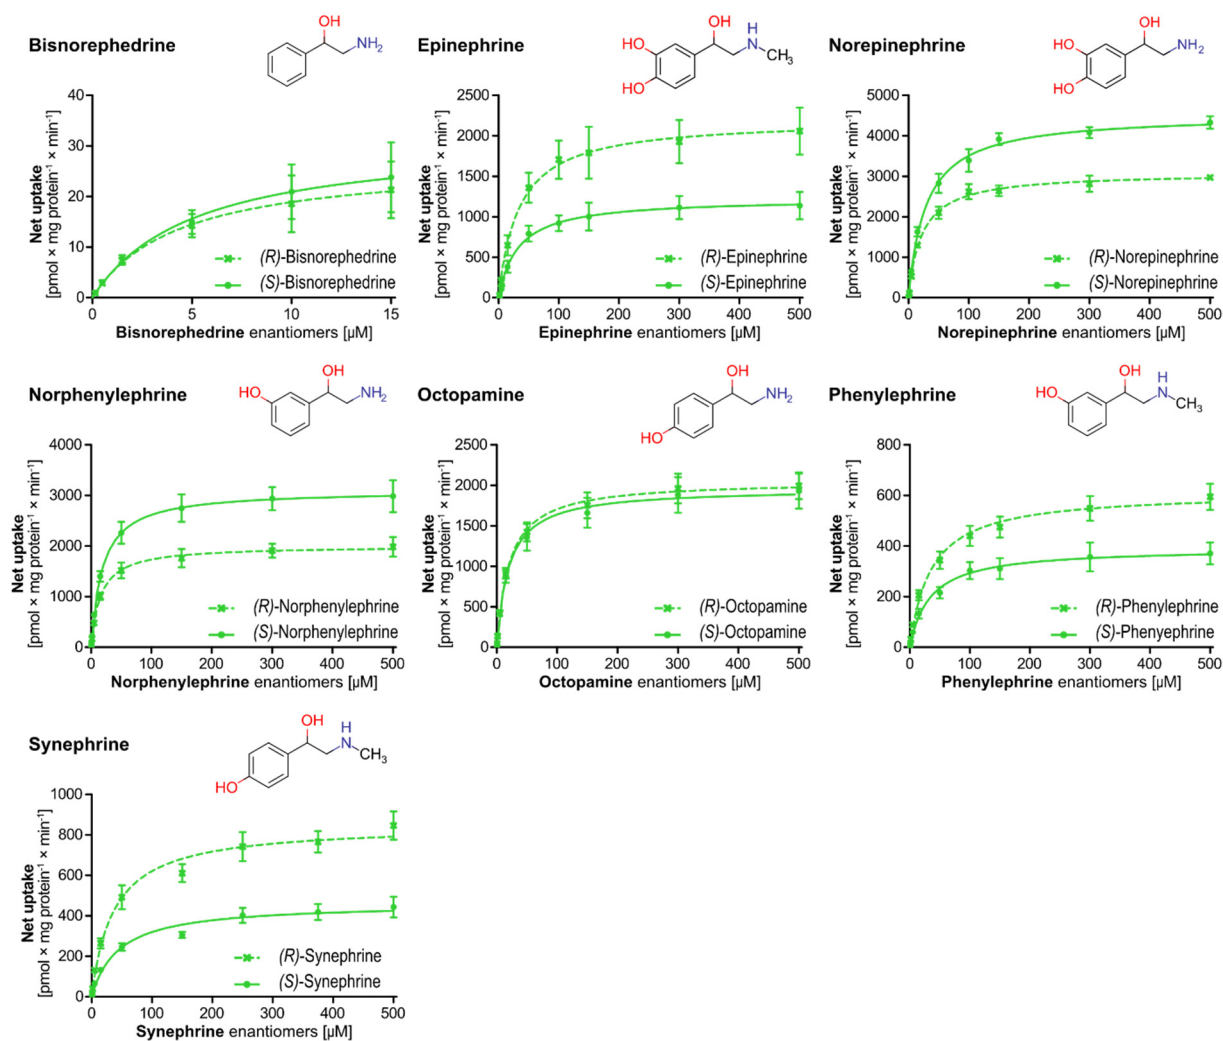 Bisnorephedrine
OH
NH2
Net uptake
[pmol × mg protein⁻¹ × min⁻¹]
40
30
20
10
0
(R)-Bisnorephedrine
(S)-Bisnorephedrine
0 5 10 15
Bisnorephedrine enantiomers [µM]
Epinephrine
OH
H
N
CH3
HO
HO
Net uptake
[pmol × mg protein⁻¹ × min⁻¹]
2500
2000
1500
1000
500
0
(R)-Epinephrine
(S)-Epinephrine
0 100 200 300 400 500
Epinephrine enantiomers [µM]
Norepinephrine
OH
NH2
HO
HO
Net uptake
[pmol × mg protein⁻¹ × min⁻¹]
5000
4000
3000
2000
1000
0
(R)-Norepinephrine
(S)-Norepinephrine
0 100 200 300 400 500
Norepinephrine enantiomers [µM]
Norphenylephrine
OH
HO
NH2
Net uptake
[pmol × mg protein⁻¹ × min⁻¹]
4000
3000
2000
1000
0
(R)-Norphenylephrine
(S)-Norphenylephrine
0 100 200 300 400 500
Norphenylephrine enantiomers [µM]
Octopamine
OH
NH2
HO
Net uptake
[pmol × mg protein⁻¹ × min⁻¹]
2500
2000
1500
1000
500
0
(R)-Octopamine
(S)-Octopamine
0 100 200 300 400 500
Octopamine enantiomers [µM]
Phenylephrine
OH
H
N
CH3
HO
Net uptake
[pmol × mg protein⁻¹ × min⁻¹]
800
600
400
200
0
(R)-Phenylephrine
(S)-Phenyephrine
0 100 200 300 400 500
Phenylephrine enantiomers [µM]
Synephrine
OH
H
N
CH3
HO
Net uptake
[pmol × mg protein⁻¹ × min⁻¹]
1000
800
600
400
200
0
(R)-Synephrine
(S)-Synephrine
0 100 200 300 400 500
Synephrine enantiomers [µM]